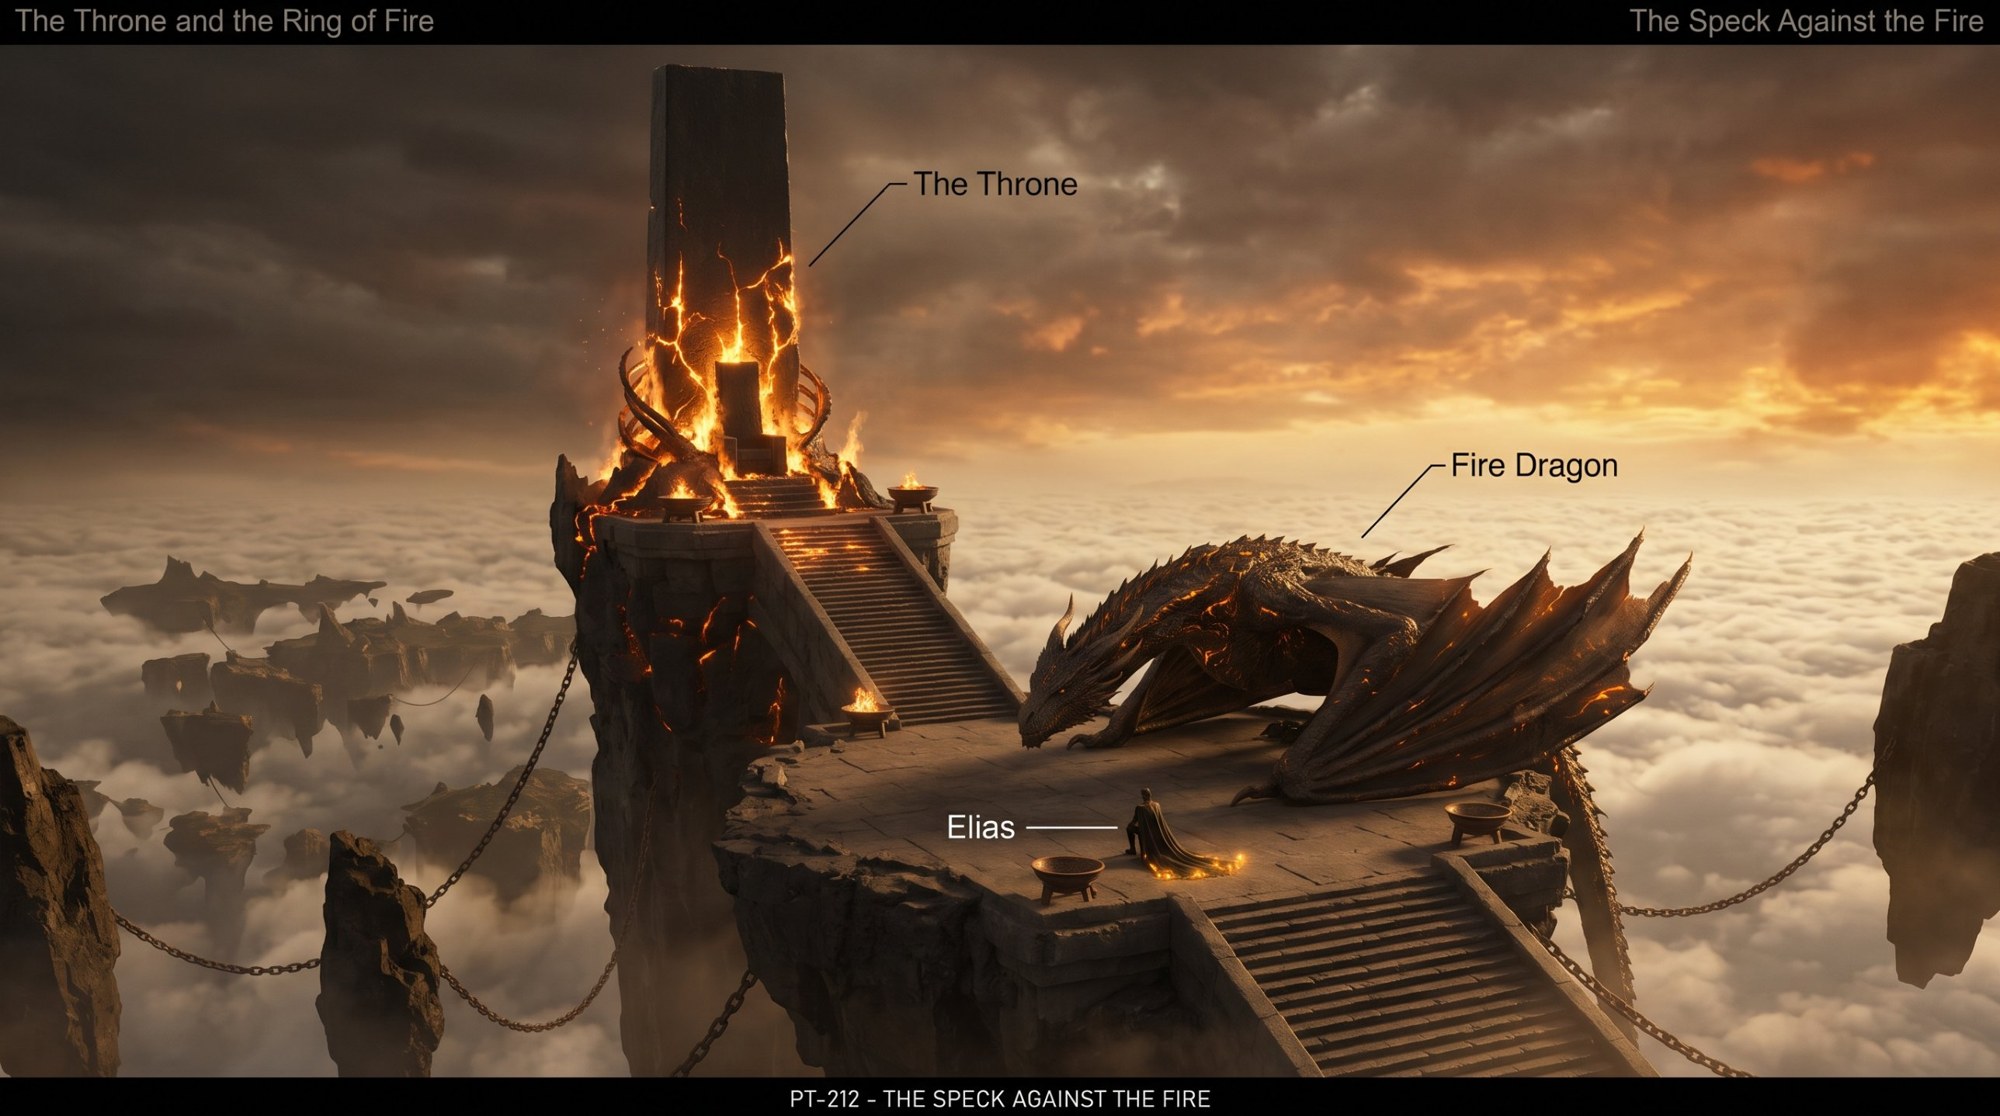 The Throne and the Ring of Fire
The Speck Against the Fire
The Throne
Fire Dragon
Elias
PT-212 - THE SPECK AGAINST THE FIRE